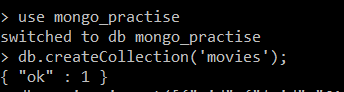 > use mongo_practise
switched to db mongo_practise
> db.createCollection('movies');
{ "ok" : 1 }